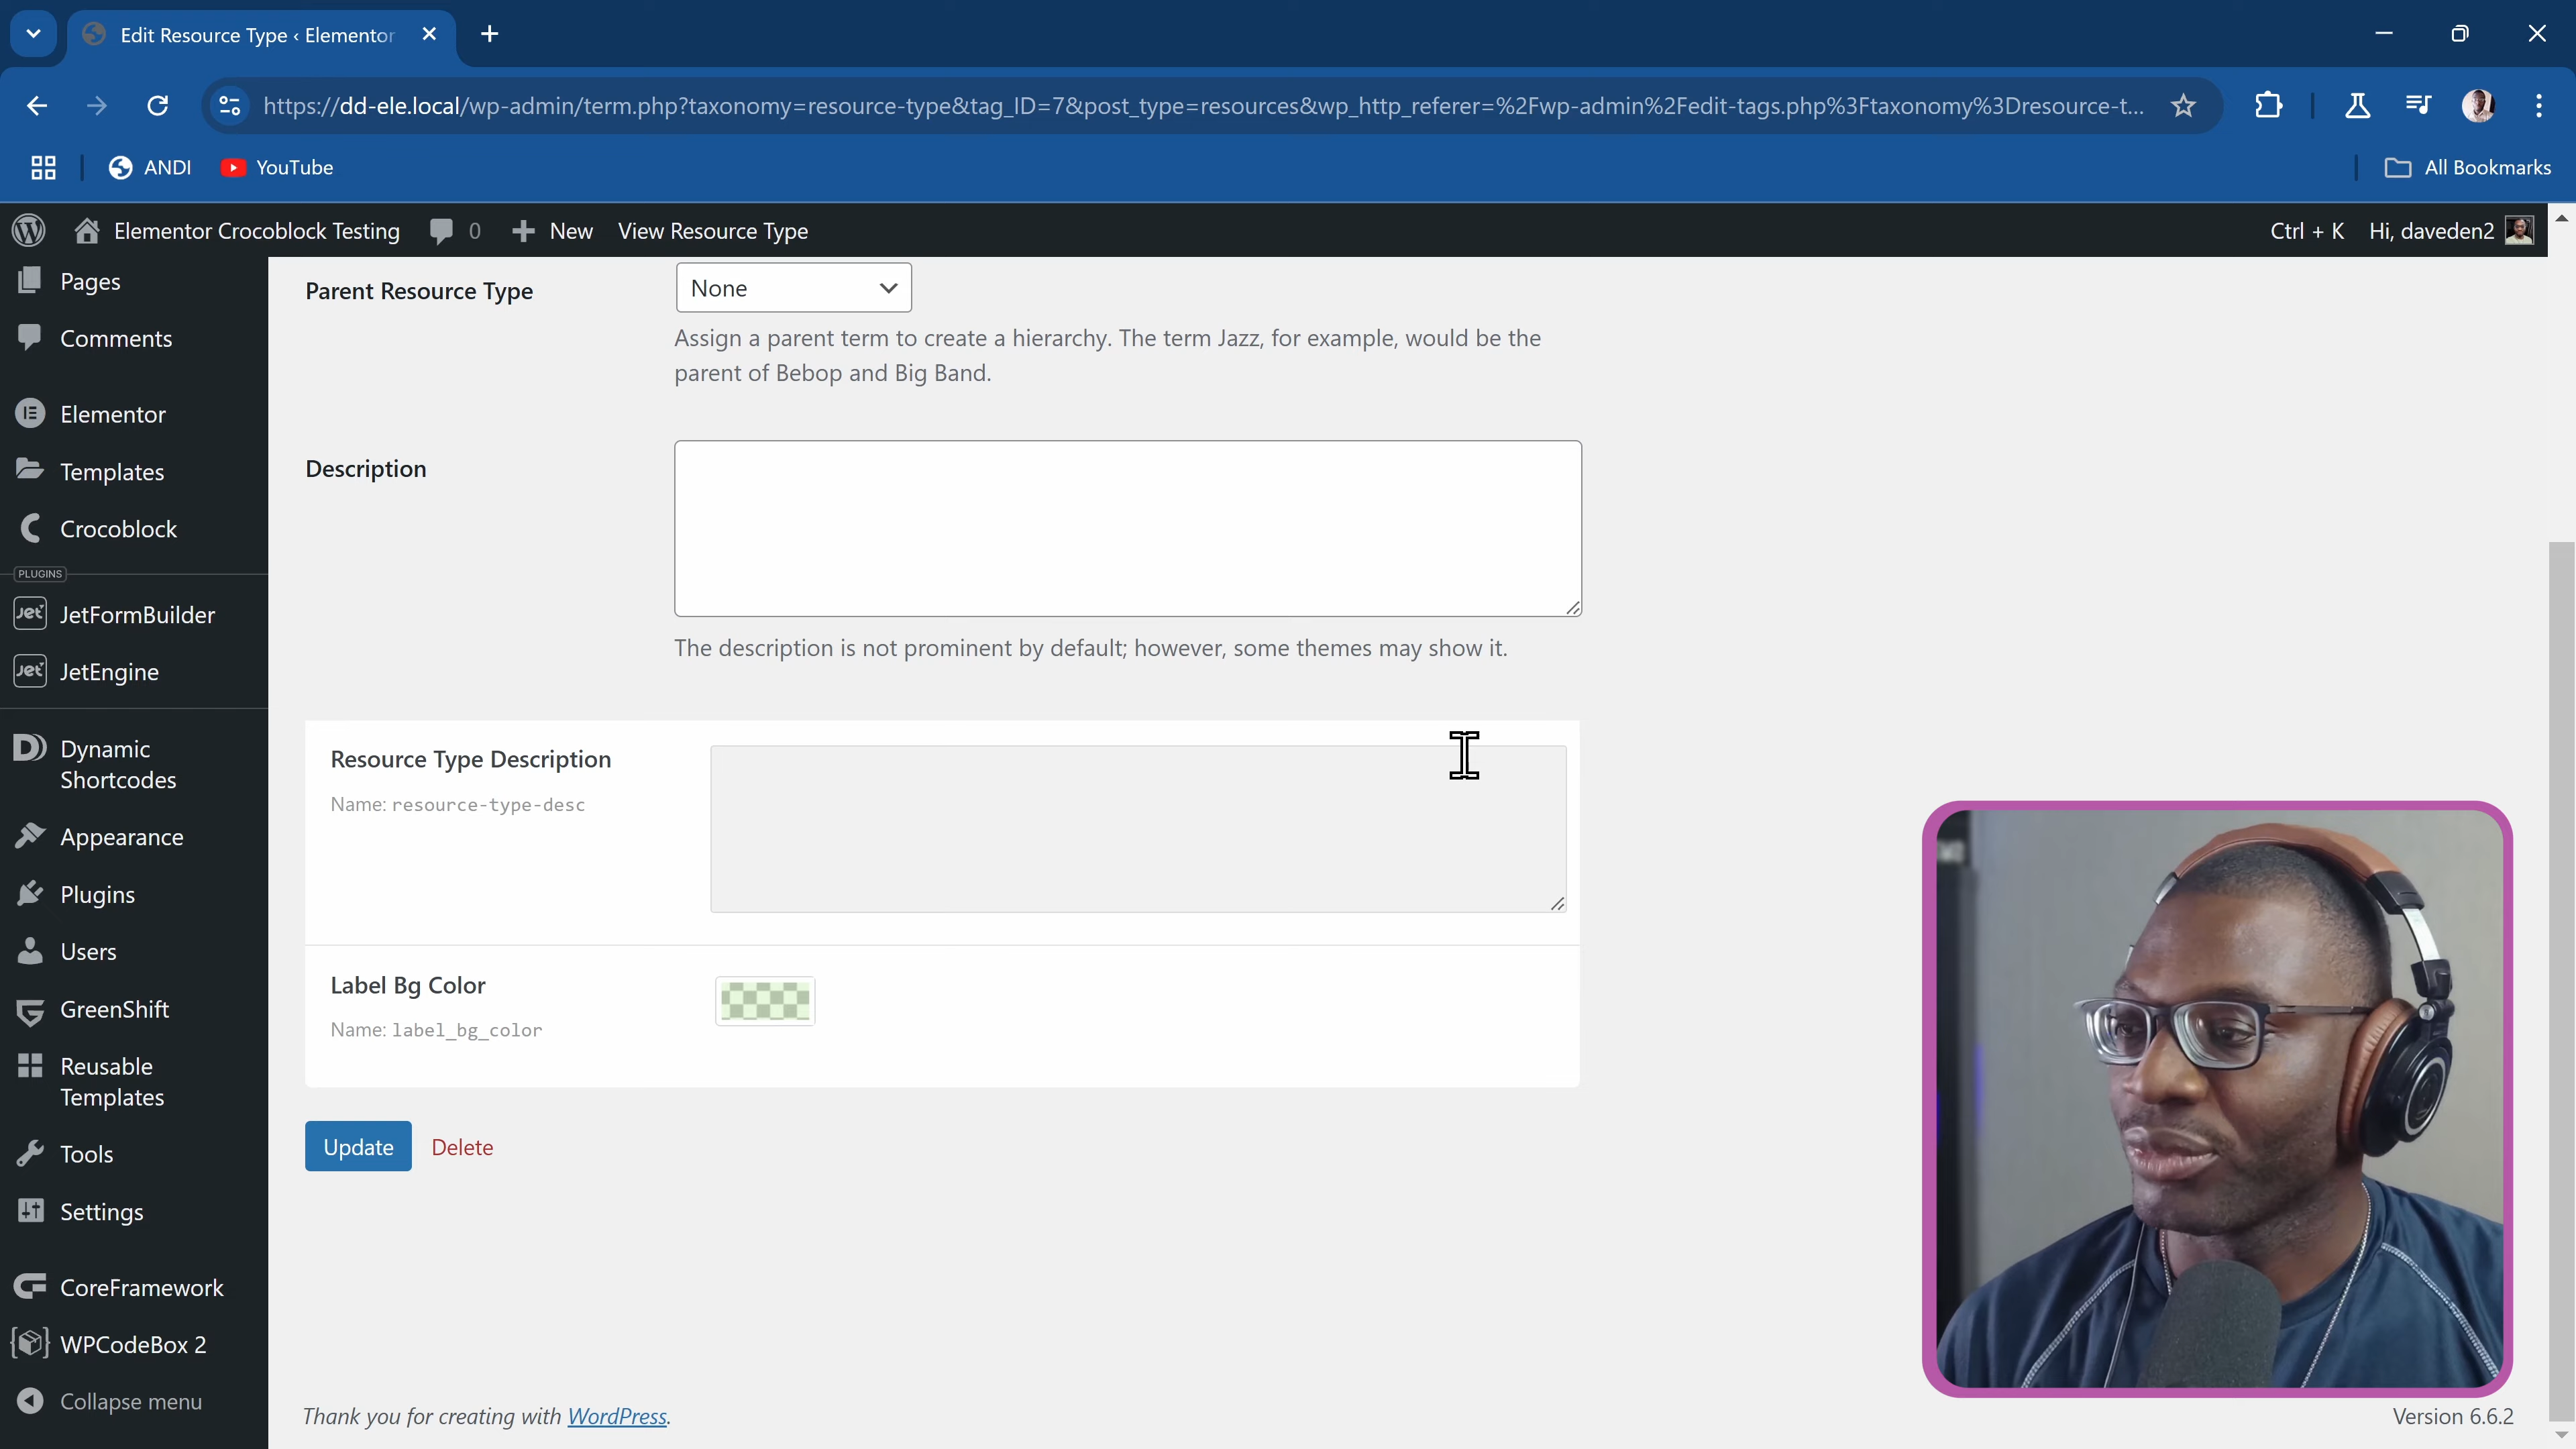 Edit Resource Type ‹ Elementor
https://dd-ele.local/wp-admin/term.php?taxonomy=resource-type&tag_ID=7&post_type=resources&wp_http_referer=%2Fwp-admin%2Fedit-tags.php%3Ftaxonomy%3Dresource-t...
ANDI
YouTube
All Bookmarks
Elementor Crocoblock Testing
0
New
View Resource Type
Ctrl + K
Hi, daveden2
Pages
Comments
Elementor
Templates
Crocoblock
PLUGINS
Jet JetFormBuilder
Jet JetEngine
Dynamic
Shortcodes
Appearance
Plugins
Users
GreenShift
Reusable
Templates
Tools
Settings
CoreFramework
WPCodeBox 2
Collapse menu
Parent Resource Type
None
Assign a parent term to create a hierarchy. The term Jazz, for example, would be the
parent of Bebop and Big Band.
Description
The description is not prominent by default; however, some themes may show it.
Resource Type Description
Name: resource-type-desc
Label Bg Color
Name: label_bg_color
Update
Delete
Thank you for creating with WordPress.
Version 6.6.2